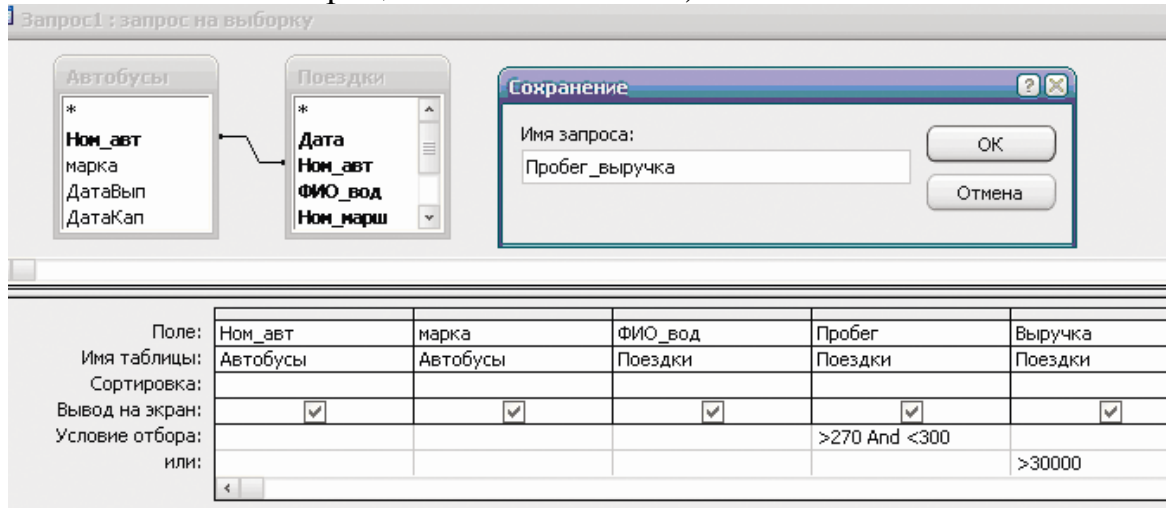 Запрос1 : запрос на выборку
Автобусы
*
Ном_авт
марка
ДатаВып
ДатаКап
Поездки
*
Дата
Ном_авт
ФИО_вод
Ном_марш
Сохранение
Имя запроса:
Пробег_выручка
ОК
Отмена
Поле: Ном_авт марка ФИО_вод Пробег Выручка
Имя таблицы: Автобусы Автобусы Поездки Поездки Поездки
Сортировка:
Вывод на экран:
Условие отбора: >270 And <300
или: >30000